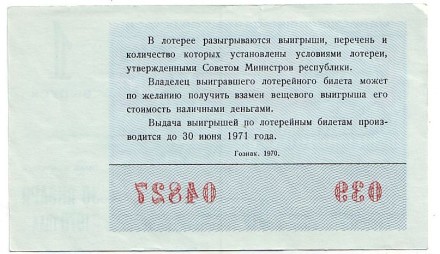 В лотерее разыгрываются выигрыши, перечень и
количество которых установлены условиями лотереи,
утвержденными Советом Министров республики.
Владелец выигравшего лотерейного билета может
по желанию получить взамен вещевого выигрыша его
стоимость наличными деньгами.
Выдача выигрышей по лотерейным билетам произ-
водится до 30 июня 1971 года.
Гознак. 1970.
039 04827